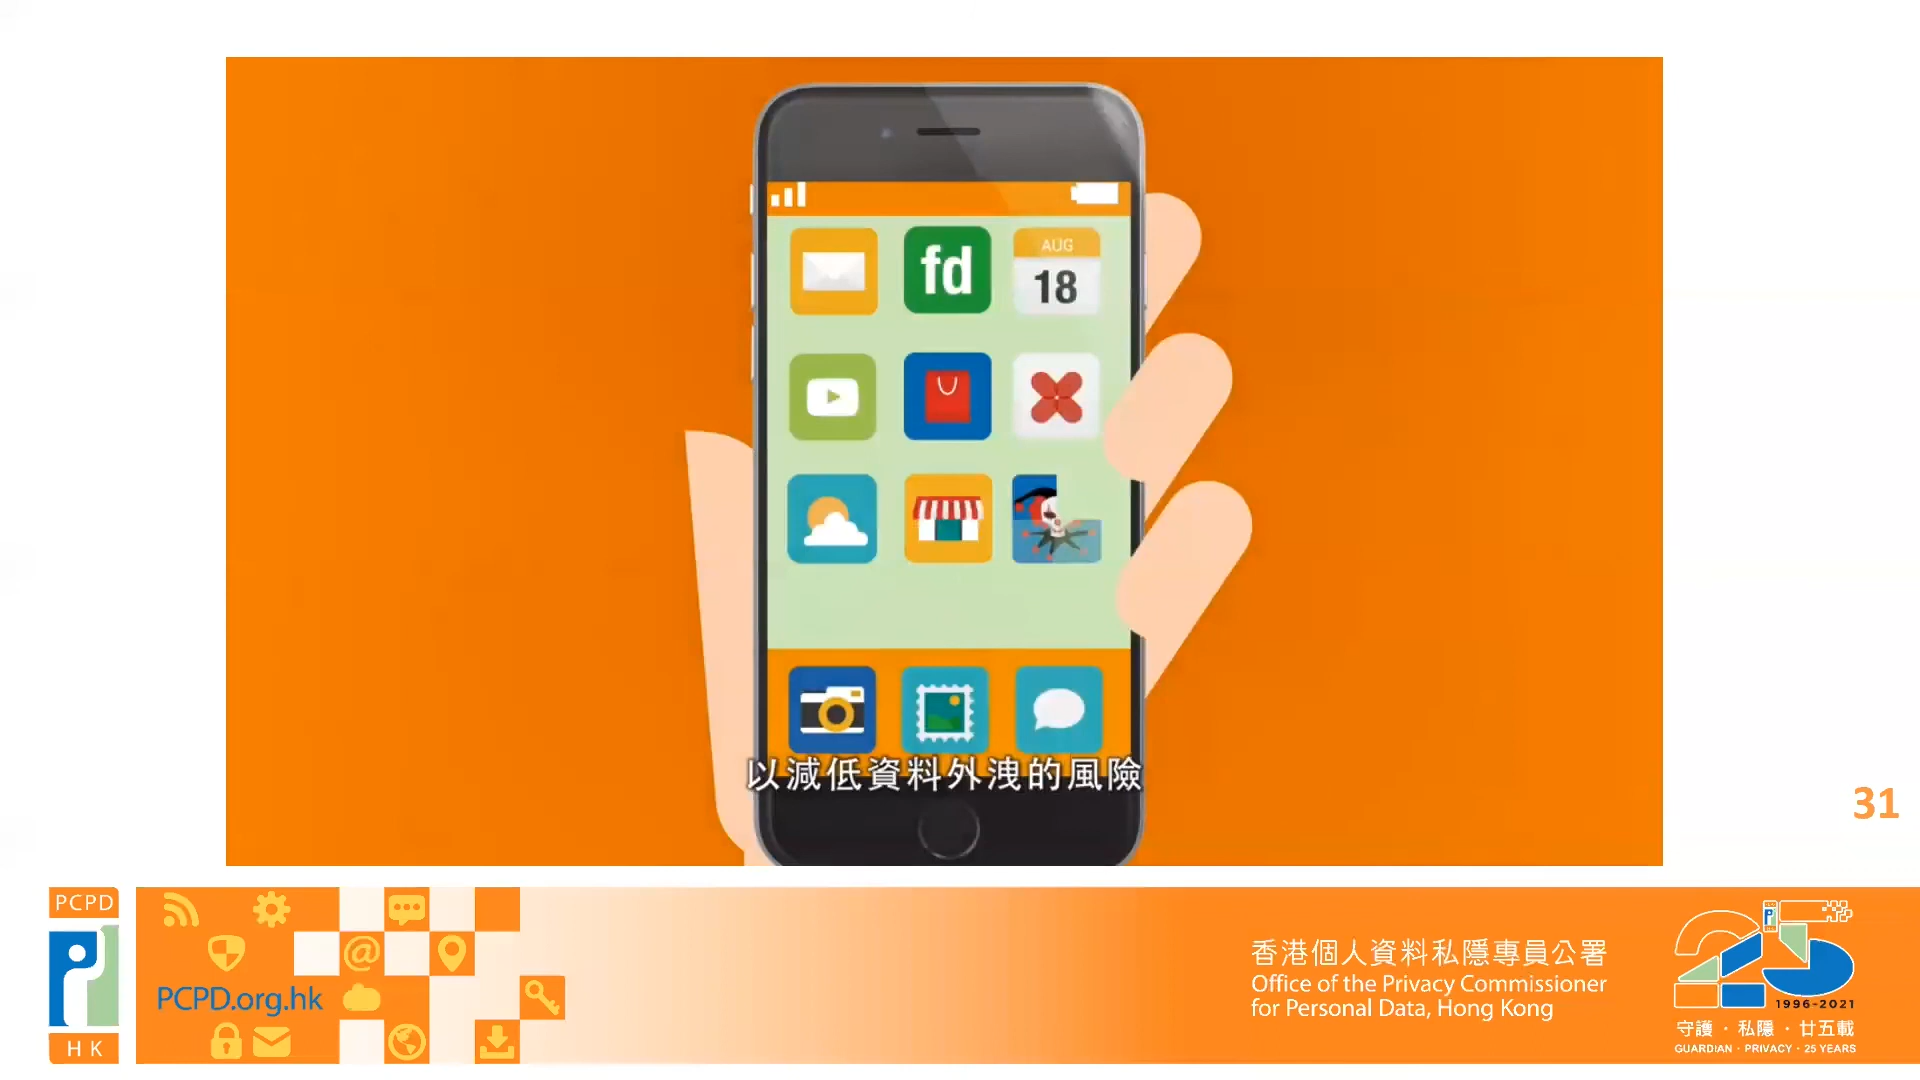 fd
AUG
18
以減低資料外洩的風險
31
PCPD
HK
PCPD.org.hk
香港個人資料私隱專員公署
Office of the Privacy Commissioner
for Personal Data, Hong Kong
25
1996-2021
守護·私隱·廿五載
GUARDIAN · PRIVACY · 25 YEARS